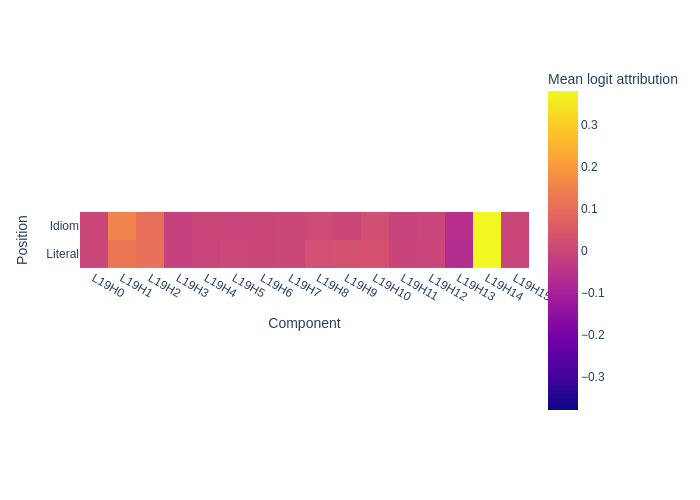 Mean logit attribution
0.3
0.2
0.1
0
−0.1
−0.2
−0.3
Position
Idiom
Literal
L19H0
L19H1
L19H2
L19H3
L19H4
L19H5
L19H6
L19H7
L19H8
L19H9
L19H10
L19H11
L19H12
L19H13
L19H14
L19H15
Component